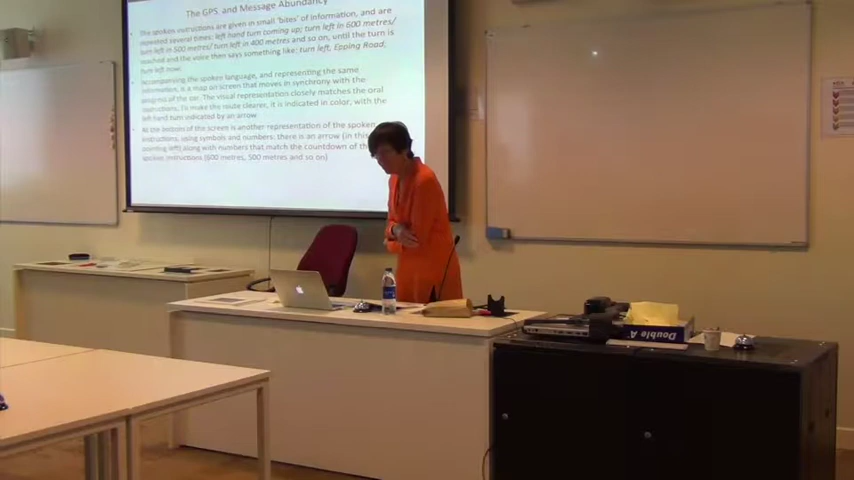 The GPS, and Message Abundancy
The spoken instructions are given in small 'bites' of information, and are
repeated several times: left hand turn coming up; turn left in 600 metres/
turn left in 500 metres/ turn left in 400 metres and so on, until the turn is
reached and the voice then says something like: turn left, Epping Road,
turn left now.
Accompanying the spoken language, and representing the same
information, is a map on screen that moves in synchrony with the
progress of the car. The visual representation closely matches the oral
instructions. To make the route clearer, it is indicated in color, with the
turn indicated by an arrow.
At the bottom of the screen is another representation of the spoken
instructions, using symbols and numbers: there is an arrow (in this
pointing left) along with numbers that match the countdown of the
spoken instructions (600 metres, 500 metres and so on)
Double A